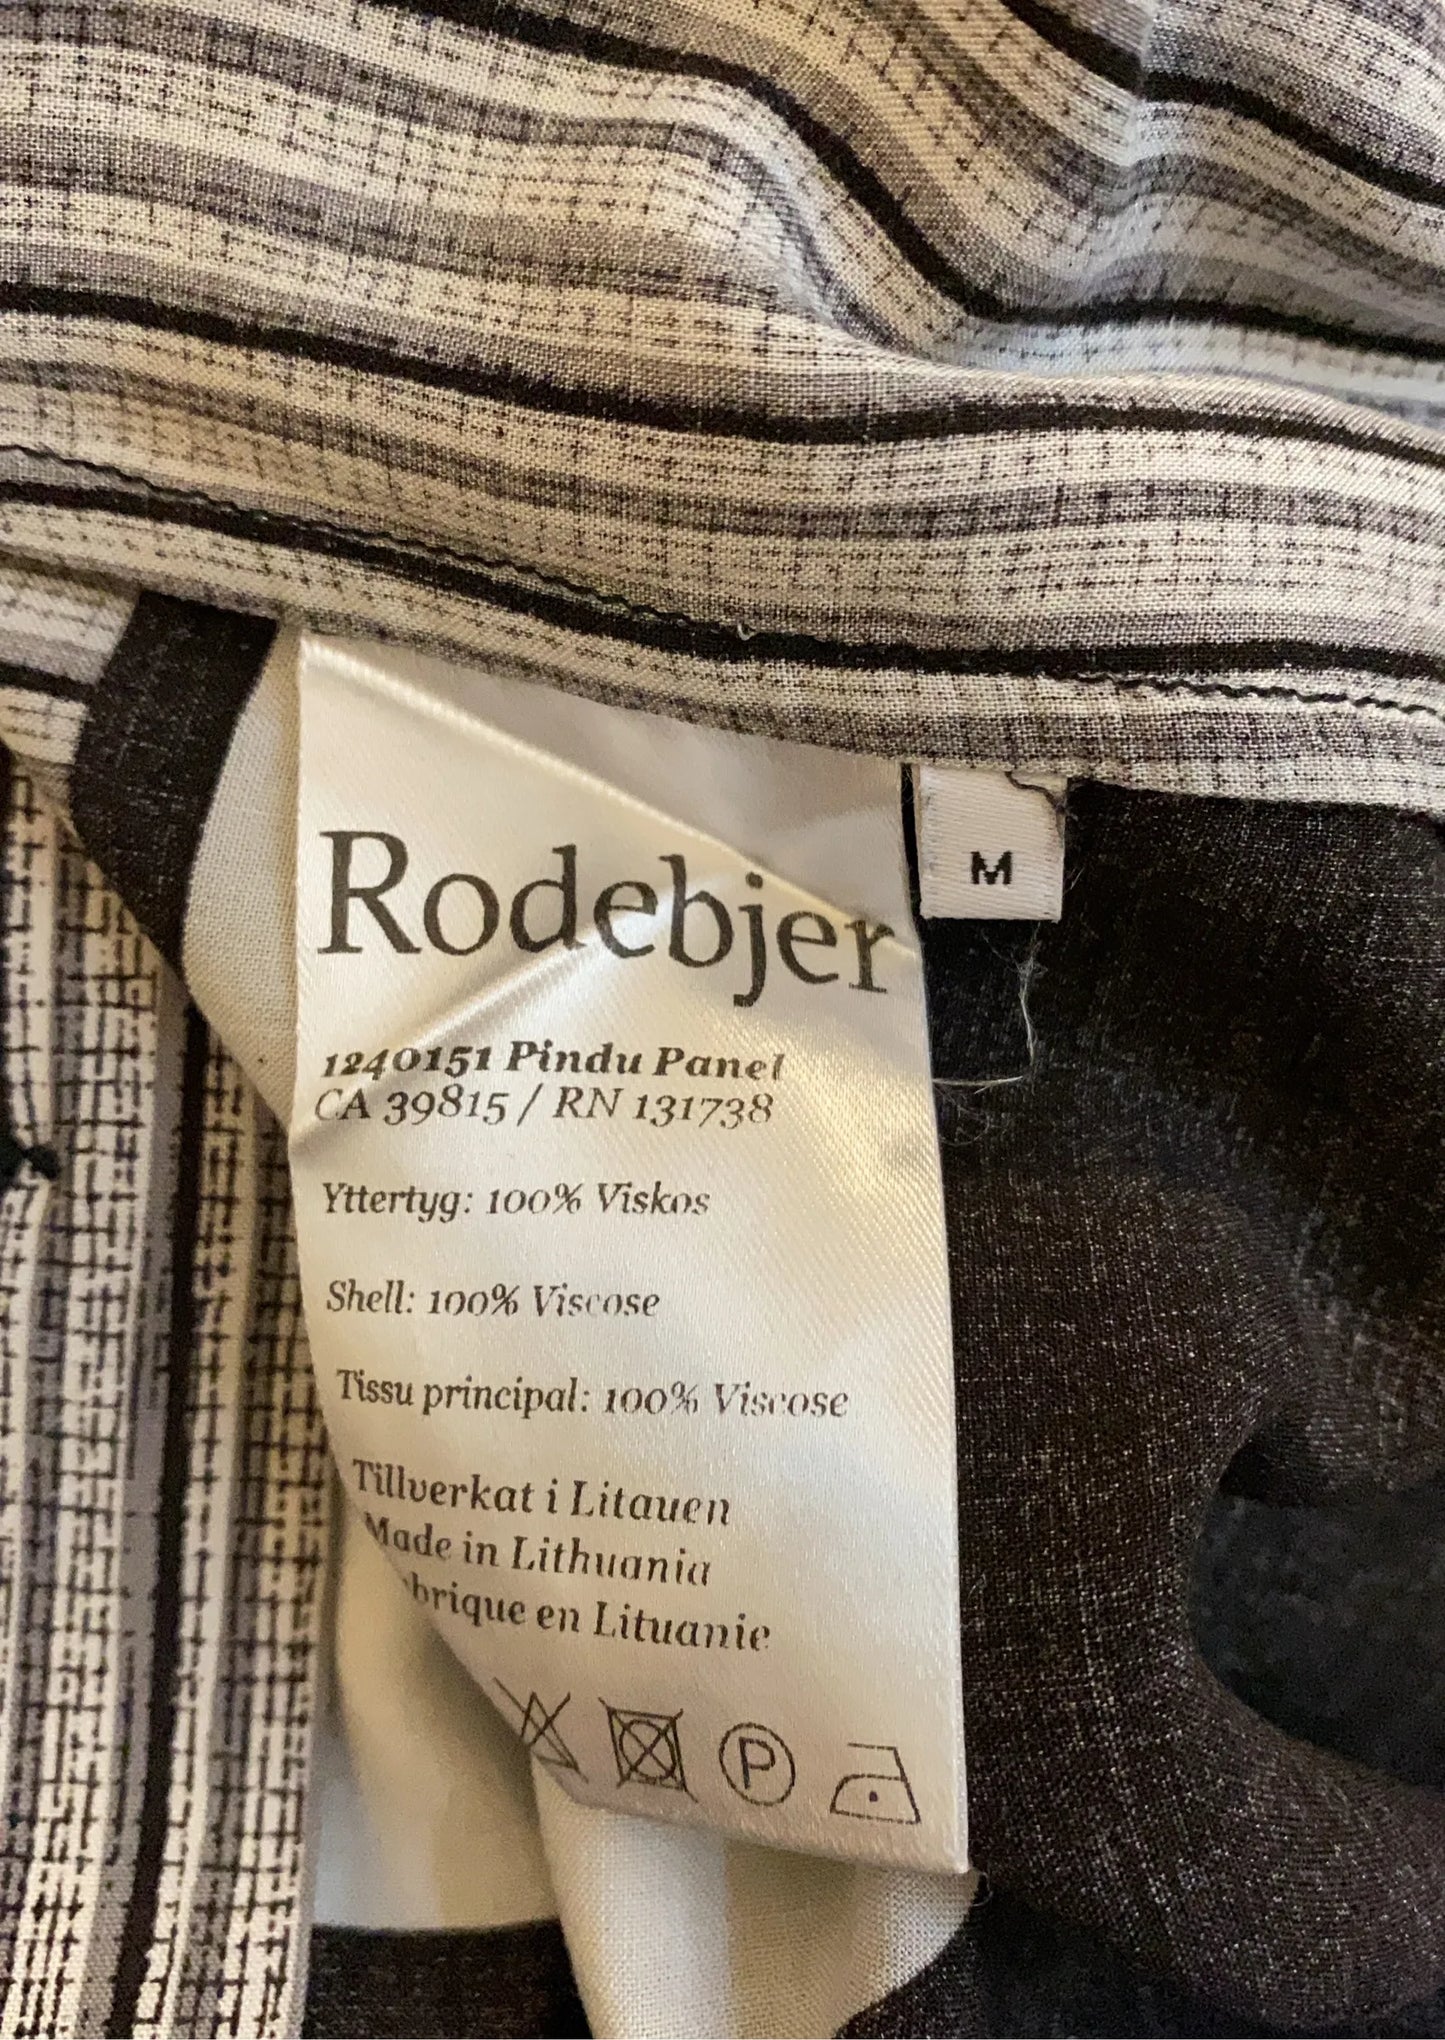 Rodebjer
M
1240151 Pindu Panel
CA 39815 / RN 131738
Yttertyg: 100% Viskos
Shell: 100% Viscose
Tissu principal: 100% Viscose
Tillverkat i Litauen
Made in Lithuania
en Lituanie
P